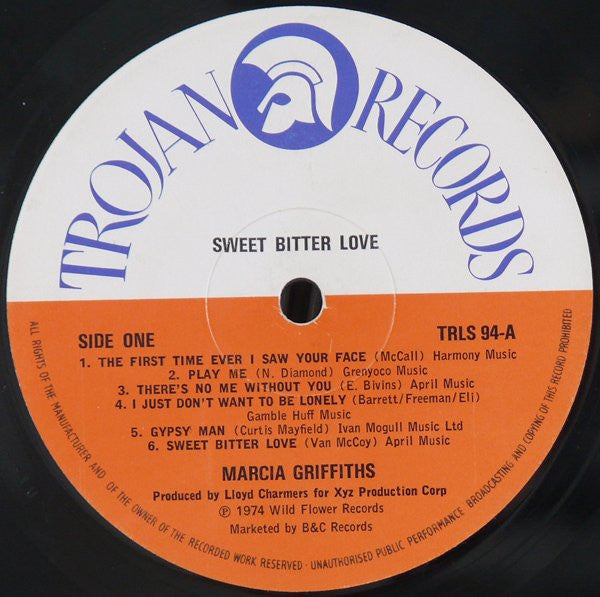 TROJAN RECORDS
SWEET BITTER LOVE
SIDE ONE
TRLS 94-A
1. THE FIRST TIME EVER I SAW YOUR FACE (McCall) Harmony Music
2. PLAY ME (N. Diamond) Grenyoco Music
3. THERE'S NO ME WITHOUT YOU (E. Bivins) April Music
4. I JUST DON'T WANT TO BE LONELY (Barrett/Freeman/Eli)
Gamble Huff Music
5. GYPSY MAN (Curtis Mayfield) Ivan Mogull Music Ltd
6. SWEET BITTER LOVE (Van McCoy) April Music
MARCIA GRIFFITHS
Produced by Lloyd Charmers for Xyz Production Corp
℗ 1974 Wild Flower Records
Marketed by B&C Records
ALL RIGHTS OF THE MANUFACTURER AND OF THE OWNER OF THE RECORDED WORK RESERVED - UNAUTHORISED PUBLIC PERFORMANCE BROADCASTING AND COPYING OF THIS RECORD PROHIBITED